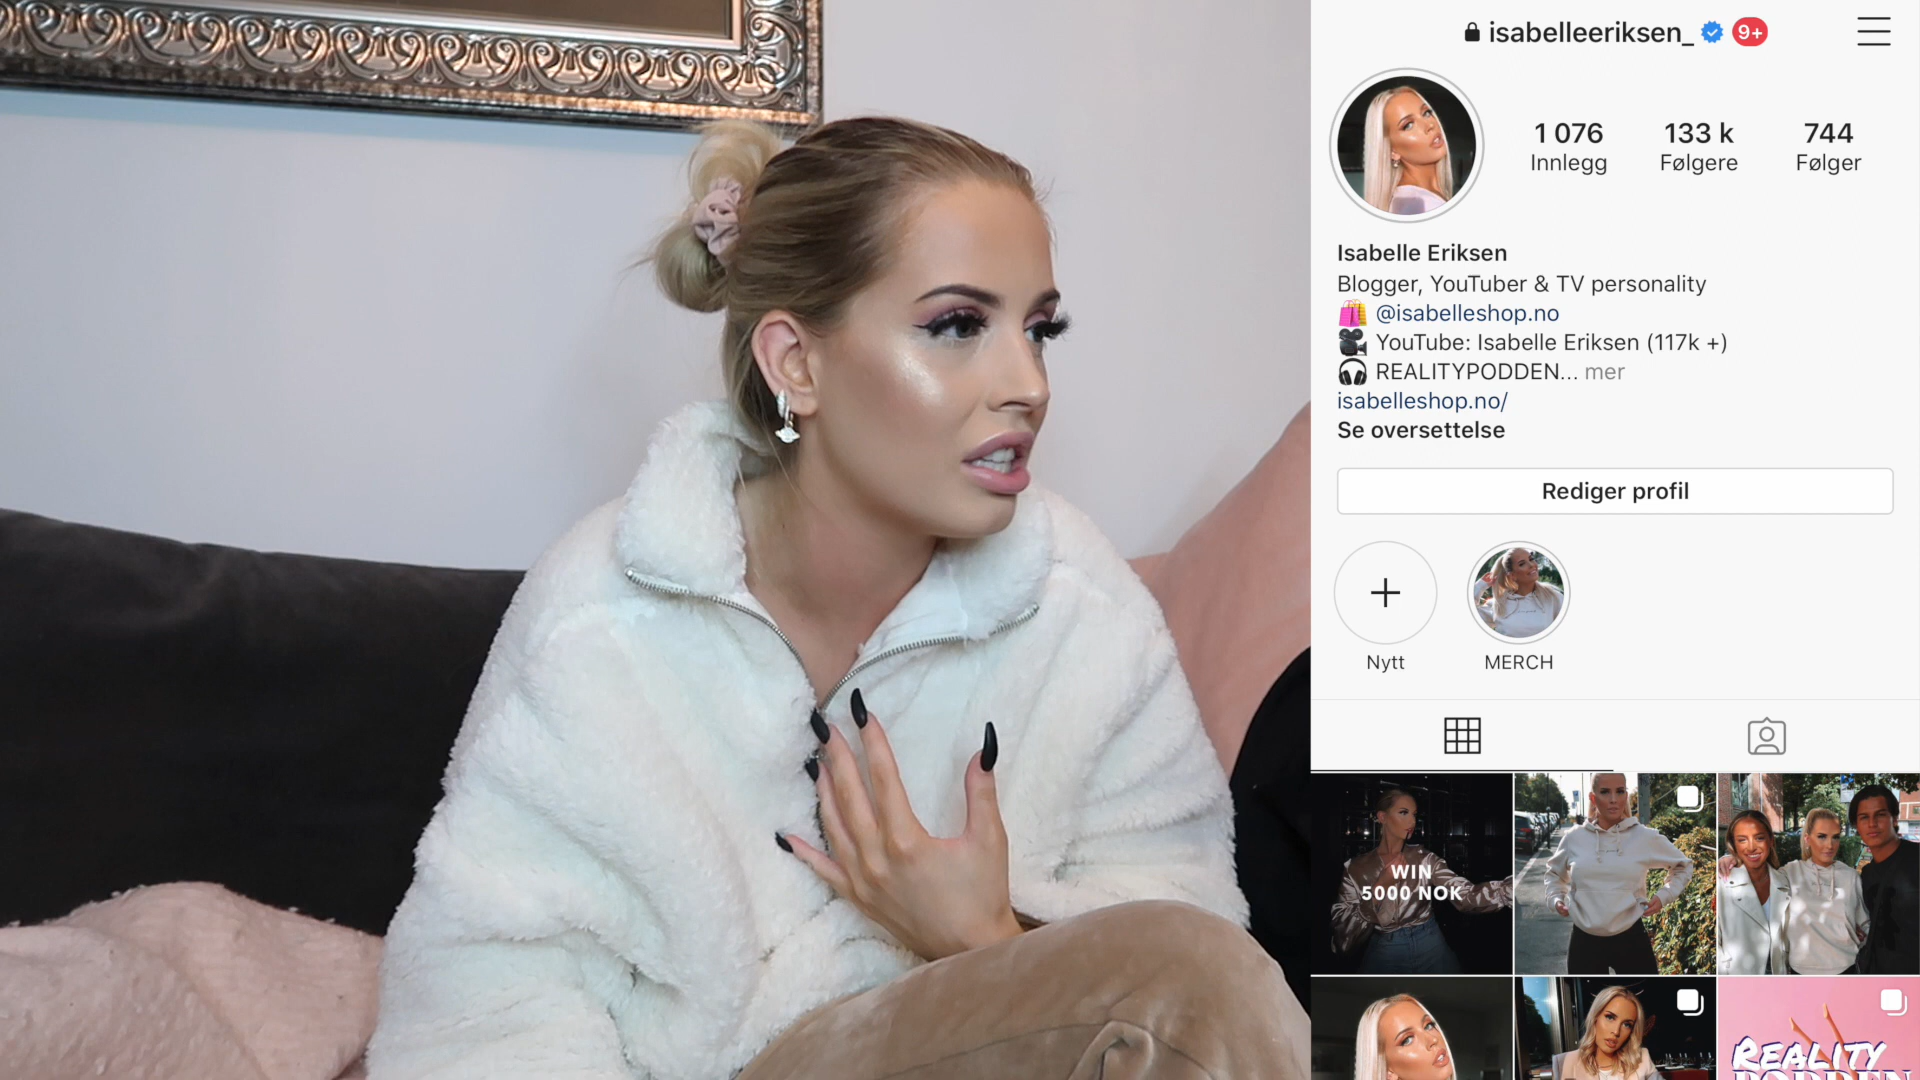 isabelleeriksen_ 9+
1 076 133 k 744
Innlegg Følgere Følger
Isabelle Eriksen
Blogger, YouTuber & TV personality
@isabelleshop.no
YouTube: Isabelle Eriksen (117k +)
REALITYPODDEN... mer
isabelleshop.no/
Se oversettelse
Rediger profil
Nytt MERCH
WIN
5000 NOK
REALITY
PODDEN